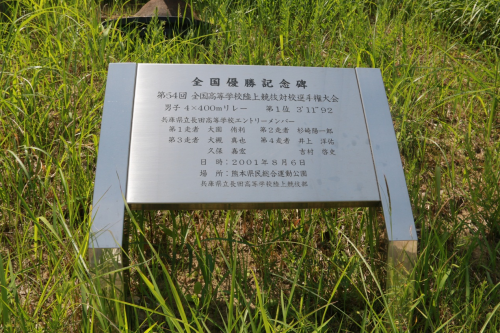 全国優勝記念碑
第54回 全国高等学校陸上競技対校選手権大会
男子 4×400mリレー 第1位 3'11"92
兵庫県立長田高等学校エントリーメンバー
第1走者 大園 侑利 第2走者 杉崎陽一郎
第3走者 大槻 真也 第4走者 井上 洋佑
久保 嘉宏 吉村 啓史
日時：2001年8月6日
場所：熊本県民総合運動公園
兵庫県立長田高等学校陸上競技部